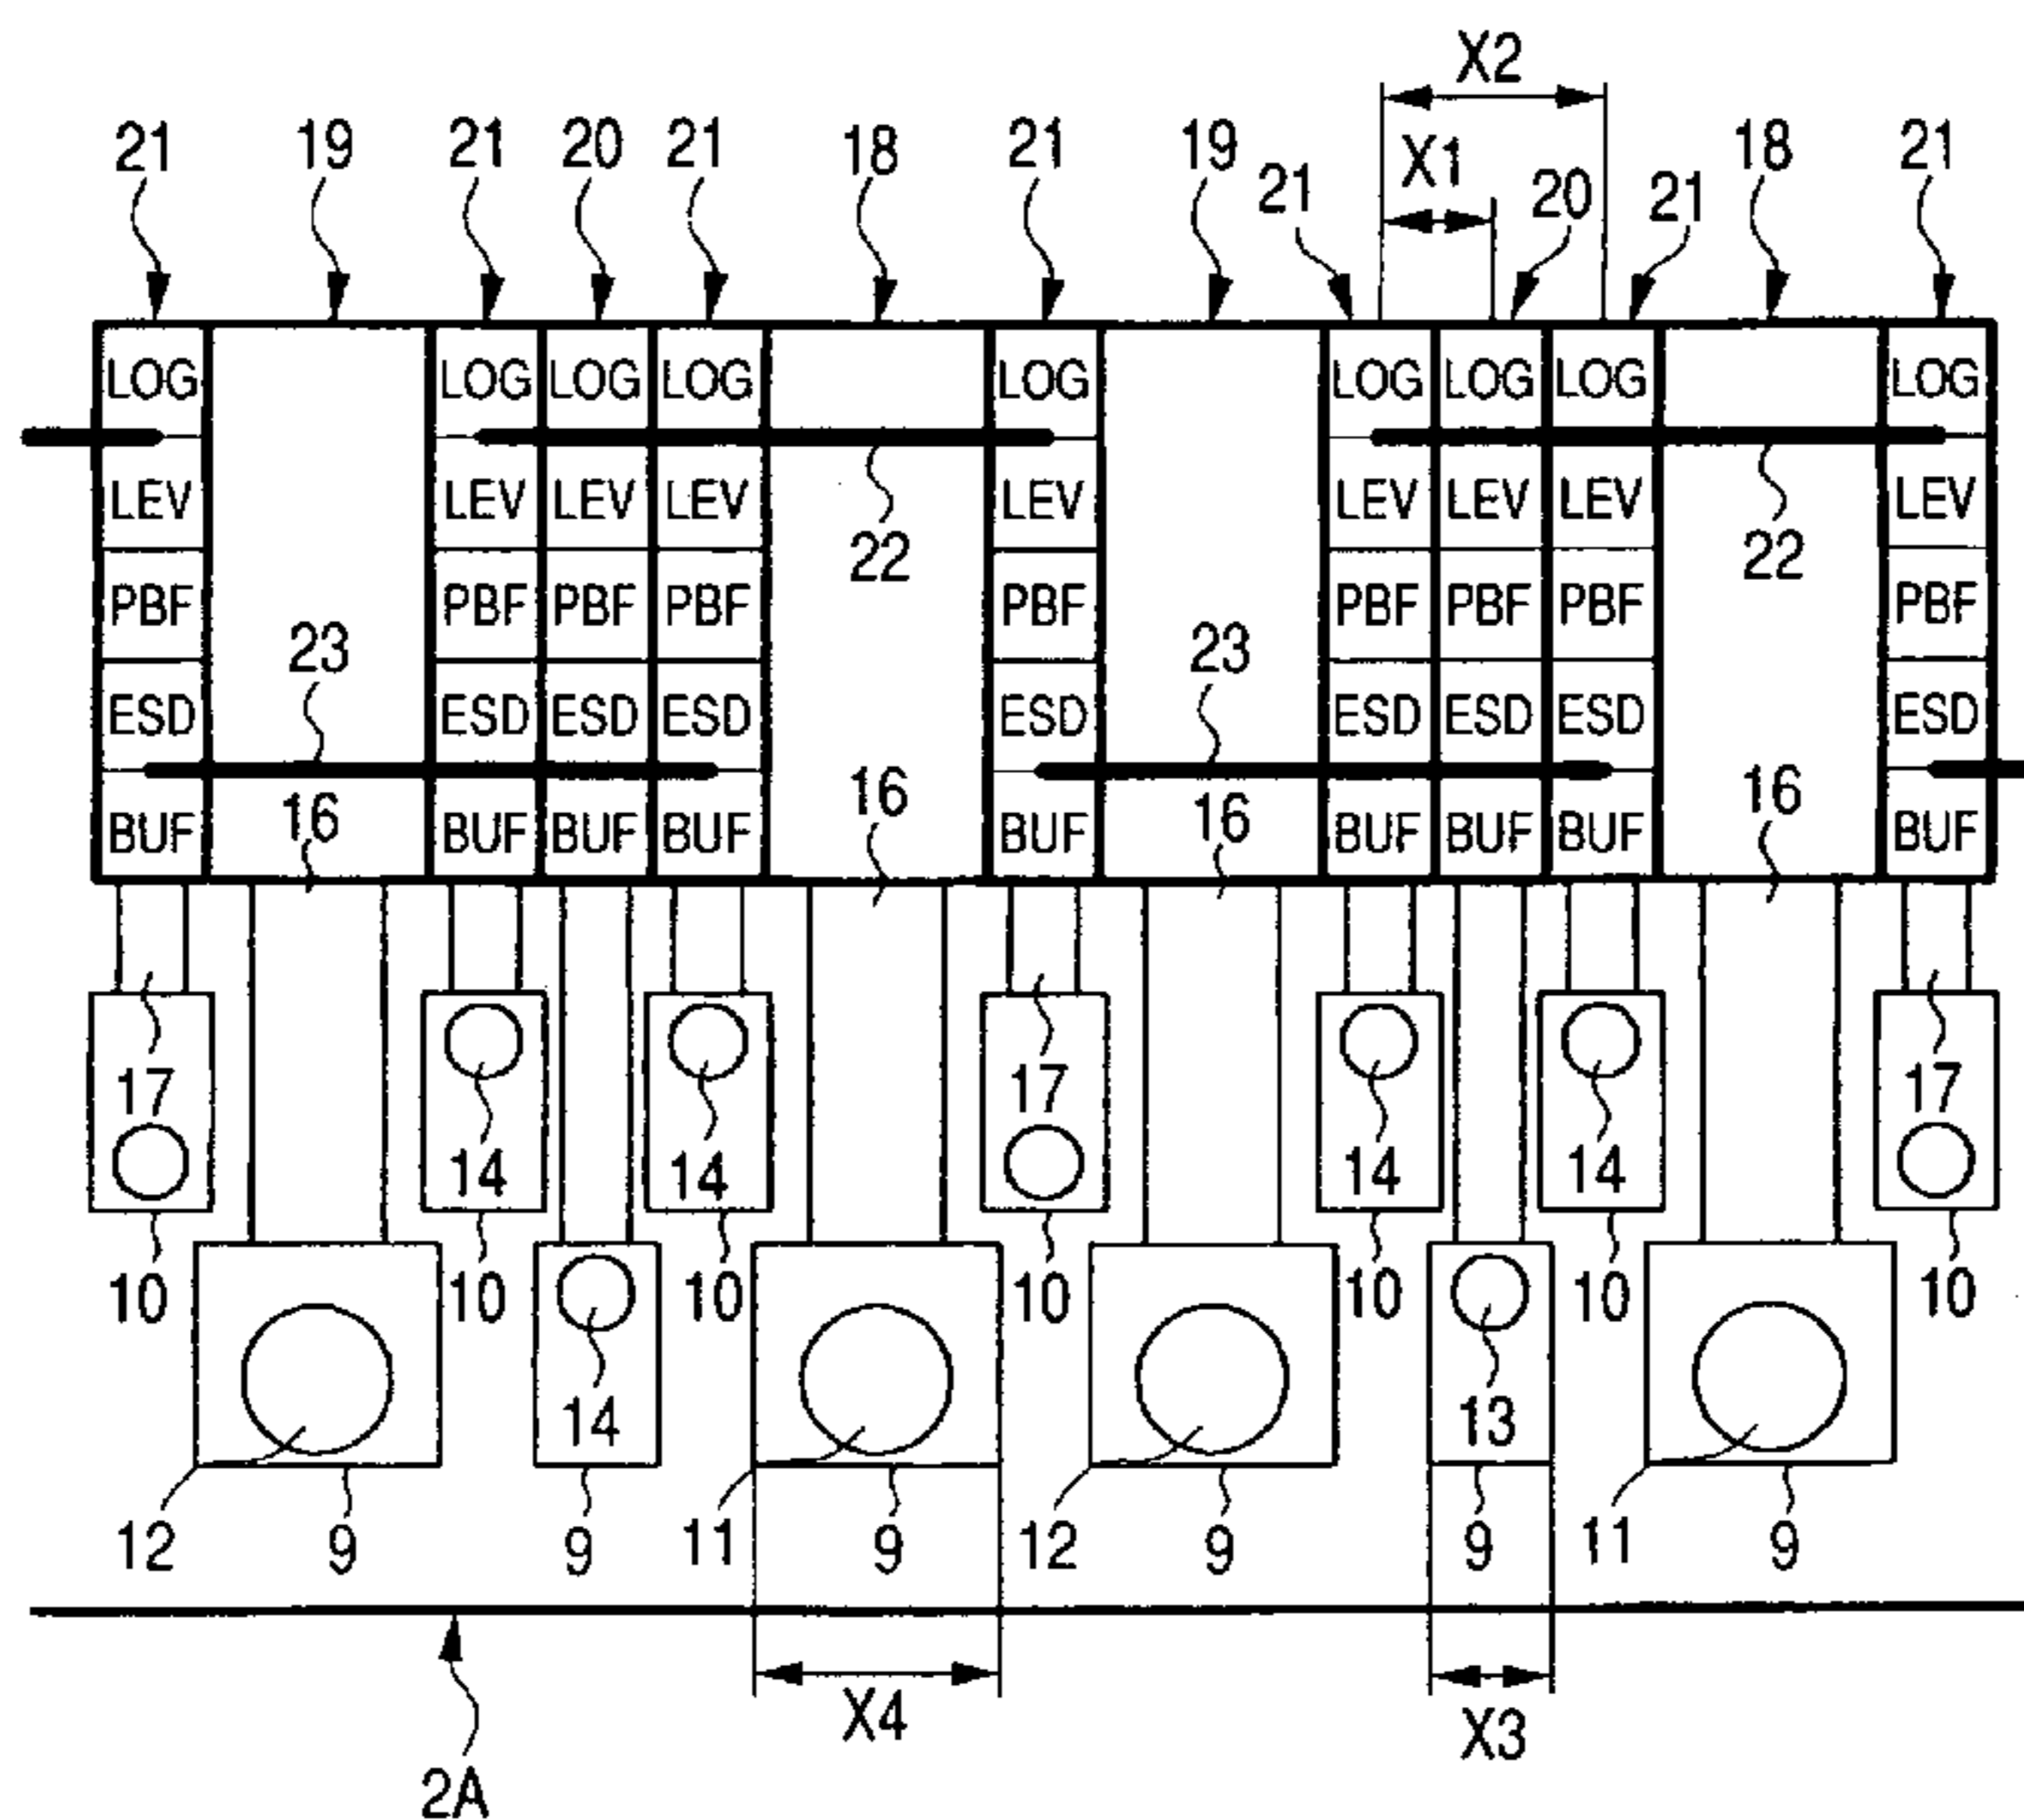 X2
21 19 21 20 21 18 21 19 21 X1 20 21 18 21
LOG LOG LOG LOG LOG LOG LOG LOG LOG
LEV LEV LEV LEV LEV LEV LEV LEV LEV
22 22
PBF PBF PBF PBF PBF PBF PBF PBF PBF
23 23
ESD ESD ESD ESD ESD ESD ESD ESD ESD
16 16 16 16
BUF BUF BUF BUF BUF BUF BUF BUF BUF
17 17 17
14 14 14 14
10 10 10 10 10 10 10
14 13
12 9 9 11 9 12 9 9 11 9
X4 X3
2A